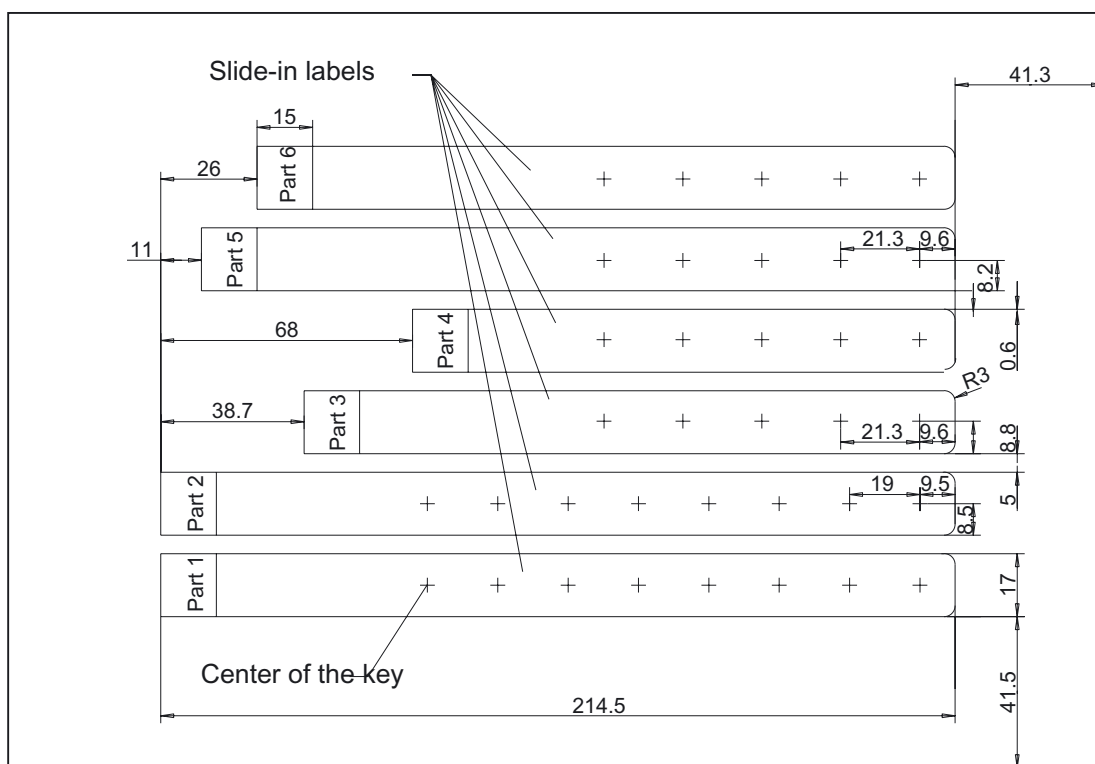 Slide-in labels
41.3
15
Part 6
26
Part 5
11
21.3
9.6
8.2
Part 4
68
0.6
R3
Part 3
38.7
21.3
9.6
8.8
Part 2
19
9.5
5
8.5
Part 1
17
Center of the key
41.5
214.5